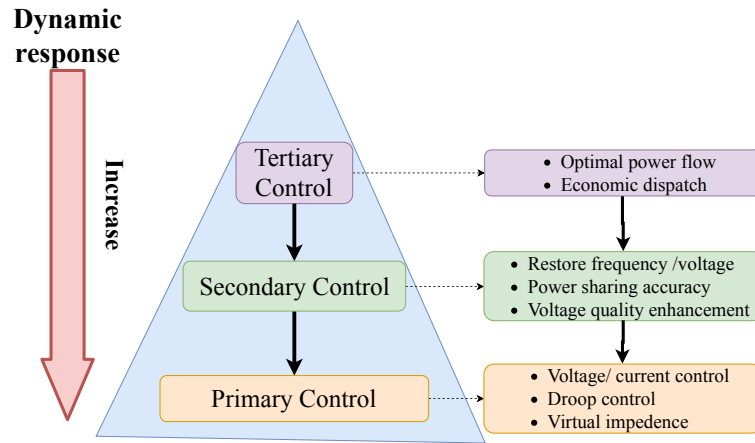 Dynamic
response
Increase
Tertiary
Control
• Optimal power flow
• Economic dispatch
Secondary Control
• Restore frequency /voltage
• Power sharing accuracy
• Voltage quality enhancement
Primary Control
• Voltage/ current control
• Droop control
• Virtual impedence